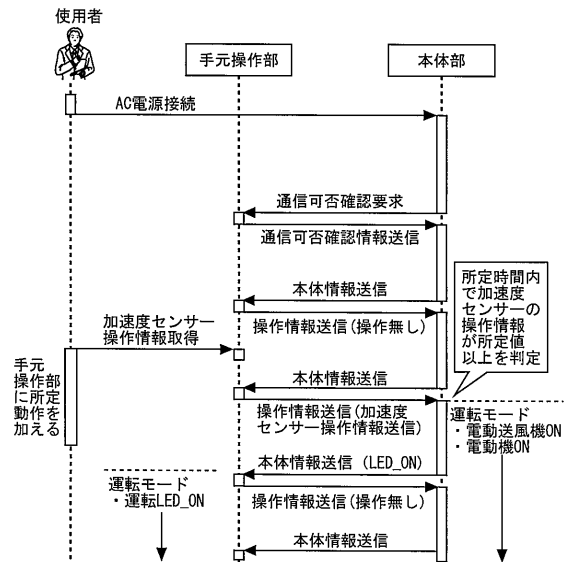 使用者
手元操作部
本体部
AC電源接続
通信可否確認要求
通信可否確認情報送信
本体情報送信
操作情報送信(操作無し)
所定時間内
で加速度
センサーの
操作情報
が所定値
以上を判定
加速度センサー
操作情報取得
手元
操作部
に所定
動作を
加える
本体情報送信
操作情報送信(加速度
センサー操作情報送信)
運転モード
・電動送風機ON
・電動機ON
本体情報送信 (LED_ON)
運転モード
・運転LED_ON
操作情報送信(操作無し)
本体情報送信